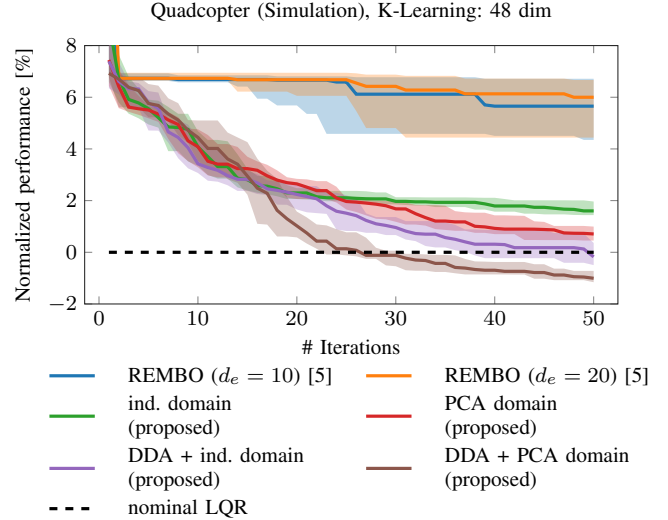 Quadcopter (Simulation), K-Learning: 48 dim
Normalized performance [%]
8
6
4
2
0
−2
0 10 20 30 40 50
# Iterations
REMBO (d_e = 10) [5] REMBO (d_e = 20) [5]
ind. domain PCA domain
(proposed) (proposed)
DDA + ind. domain DDA + PCA domain
(proposed) (proposed)
nominal LQR